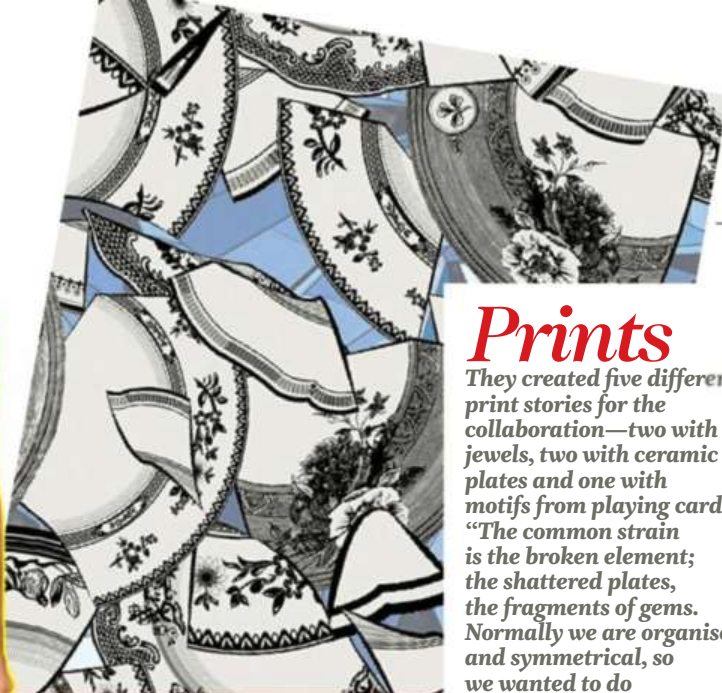 Prints
They created five differen
print stories for the
collaboration—two with
jewels, two with ceramic
plates and one with
motifs from playing card
“The common strain
is the broken element;
the shattered plates,
the fragments of gems.
Normally we are organise
and symmetrical, so
we wanted to do